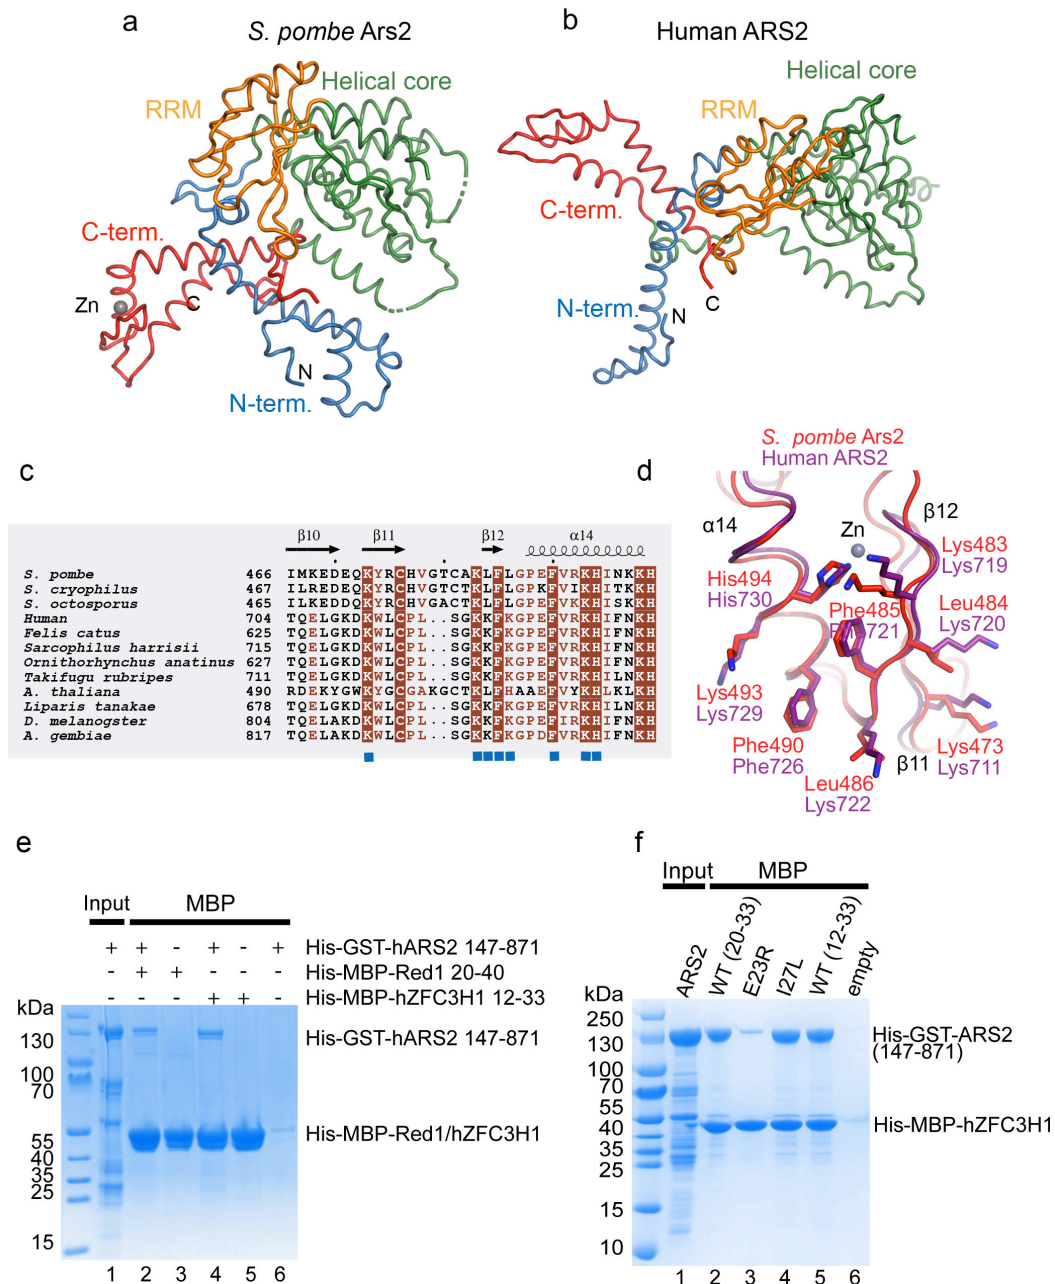 a
S. pombe Ars2
RRM
Helical core
C-term.
Zn
C
N
N-term.
b
Human ARS2
Helical core
RRM
C-term.
N-term.
N
C
c
β10 β11 β12 α14
S. pombe 466 IMKEDEQKYRCHVGTCAKLFLGPEFVRKHINKKH
S. cryophilus 467 ILREDEQKYRCHVGTCAKLFLGPKFVIKHITNKH
S. octosporus 465 ILKEDDQKYRCHVGACTKLFLGPEFVKKHISKKH
Human 704 TQELGKDKWLCPL..SGKKFKGPEFVRKHIFNKH
Felis catus 625 TQELGKDKWLCPL..SGKKFKGPEFVRKHIFNKH
Sarcophilus harrisii 715 TQELGKDKWLCPL..SGKKFKGPEFVRKHIFNKH
Ornithorhynchus anatinus 627 TQELGKDKWLCPL..SGKKFKGPEFVRKHIFNKH
Takifugu rubripes 711 TQELGKDKWLCPL..SGKKFKGPEFVRKHIFNKH
A. thaliana 490 RDEKYGWKYGCGAKGCTKLFHAAEFVYKHLKLKH
Liparis tanakae 678 TQELGKDKWLCPL..SGKKFKGPEFVRKHIFNKH
D. melanogster 804 TQELAKDKWLCPL..SGKKFKGPEFIRKHIFNKH
A. gembiae 817 TQELAKDKWLCPL..SGKKFKGPDFVRKHIFNKH
d
S. pombe Ars2
Human ARS2
α14
Zn
β12
His494
His730
Lys483
Lys719
Phe485
Phe721
Leu484
Lys720
Lys493
Lys729
Phe490
Phe726
Leu486
Lys722
β11
Lys473
Lys711
e
Input MBP
+ + - + - + His-GST-hARS2 147-871
- + + - - - His-MBP-Red1 20-40
- - - + + - His-MBP-hZFC3H1 12-33
kDa
130
100
70
55
40
35
25
15
His-GST-hARS2 147-871
His-MBP-Red1/hZFC3H1
1 2 3 4 5 6
f
Input MBP
ARS2
WT (20-33)
E23R
I27L
WT (12-33)
empty
kDa
250
130
100
70
55
40
35
25
15
10
His-GST-ARS2
(147-871)
His-MBP-hZFC3H1
1 2 3 4 5 6